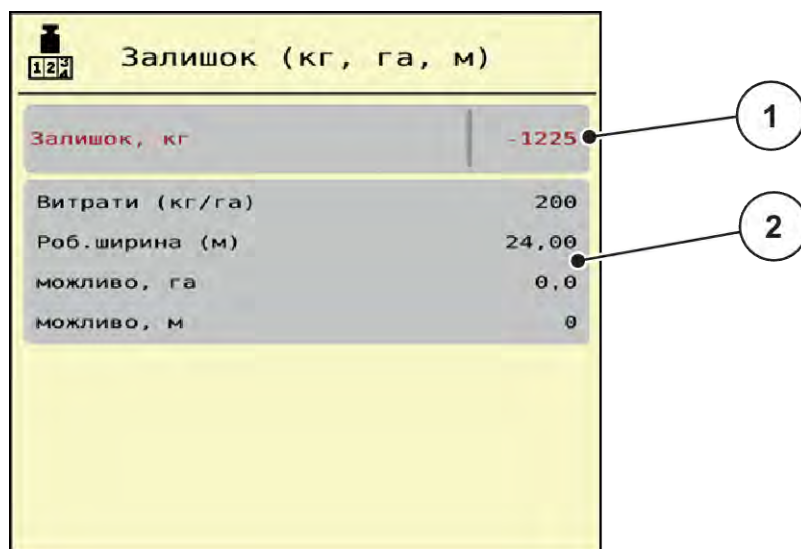 Залишок (кг, га, м)
Залишок, кг -1225
1
Витрати (кг/га) 200
Роб.ширина (м) 24,00
2
можливо, га 0,0
можливо, м 0